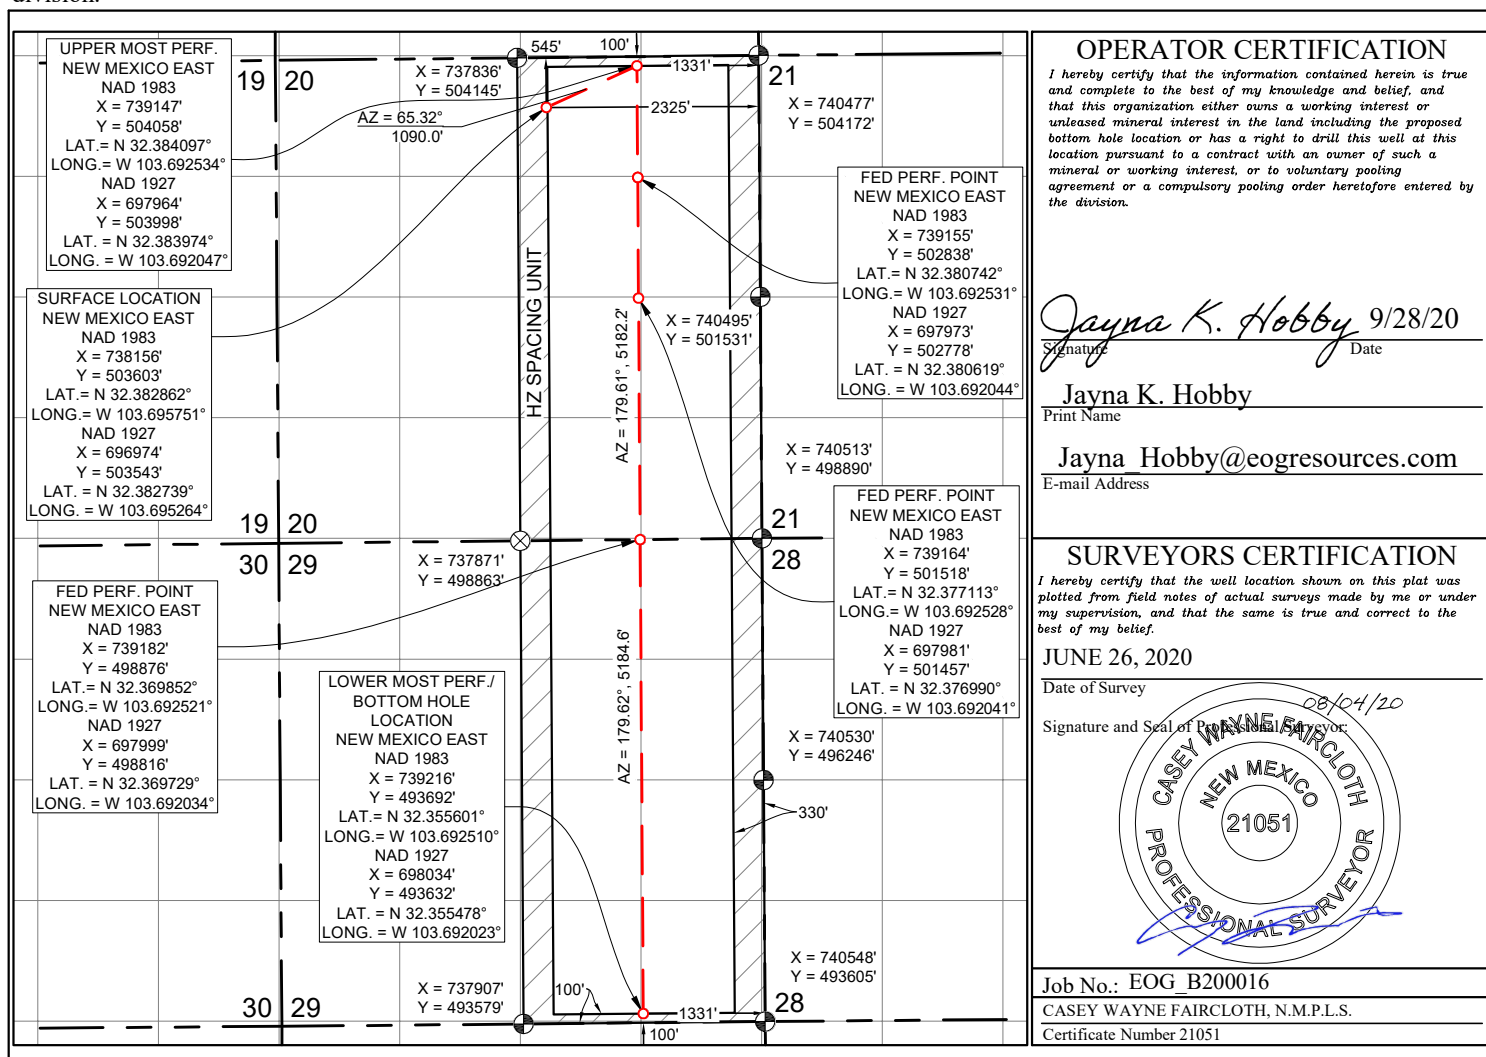 division.
UPPER MOST PERF.
NEW MEXICO EAST
NAD 1983
X = 739147'
Y = 504058'
LAT.= N 32.384097°
LONG.= W 103.692534°
NAD 1927
X = 697964'
Y = 503998'
LAT. = N 32.383974°
LONG. = W 103.692047°
SURFACE LOCATION
NEW MEXICO EAST
NAD 1983
X = 738156'
Y = 503603'
LAT.= N 32.382862°
LONG.= W 103.695751°
NAD 1927
X = 696974'
Y = 503543'
LAT. = N 32.382739°
LONG. = W 103.695264°
FED PERF. POINT
NEW MEXICO EAST
NAD 1983
X = 739182'
Y = 498876'
LAT.= N 32.369852°
LONG.= W 103.692521°
NAD 1927
X = 697999'
Y = 498816'
LAT. = N 32.369729°
LONG. = W 103.692034°
LOWER MOST PERF./
BOTTOM HOLE
LOCATION
NEW MEXICO EAST
NAD 1983
X = 739216'
Y = 493692'
LAT.= N 32.355601°
LONG.= W 103.692510°
NAD 1927
X = 698034'
Y = 493632'
LAT. = N 32.355478°
LONG. = W 103.692023°
FED PERF. POINT
NEW MEXICO EAST
NAD 1983
X = 739155'
Y = 502838'
LAT.= N 32.380742°
LONG.= W 103.692531°
NAD 1927
X = 697973'
Y = 502778'
LAT. = N 32.380619°
LONG. = W 103.692044°
FED PERF. POINT
NEW MEXICO EAST
NAD 1983
X = 739164'
Y = 501518'
LAT.= N 32.377113°
LONG.= W 103.692528°
NAD 1927
X = 697981'
Y = 501457'
LAT. = N 32.376990°
LONG. = W 103.692041°
19 20
545'
100'
1331'
21
X = 737836'
Y = 504145'
2325'
X = 740477'
Y = 504172'
AZ = 65.32°
1090.0'
HZ SPACING UNIT
AZ = 179.61°, 5182.2'
X = 740495'
Y = 501531'
X = 740513'
Y = 498890'
19 20
30 29
21
28
X = 737871'
Y = 498863'
AZ = 179.62°, 5184.6'
X = 740530'
Y = 496246'
330'
X = 740548'
Y = 493605'
X = 737907'
Y = 493579'
30 29
100'
1331'
28
100'
OPERATOR CERTIFICATION
I hereby certify that the information contained herein is true
and complete to the best of my knowledge and belief, and
that this organization either owns a working interest or
unleased mineral interest in the land including the proposed
bottom hole location or has a right to drill this well at this
location pursuant to a contract with an owner of such a
mineral or working interest, or to voluntary pooling
agreement or a compulsory pooling order heretofore entered by
the division.
Jayna K. Hobby 9/28/20
Signature Date
Jayna K. Hobby
Print Name
Jayna_Hobby@eogresources.com
E-mail Address
SURVEYORS CERTIFICATION
I hereby certify that the well location shown on this plat was
plotted from field notes of actual surveys made by me or under
my supervision, and that the same is true and correct to the
best of my belief.
JUNE 26, 2020
Date of Survey
08/04/20
Signature and Seal of Professional Surveyor:
CASEY WAYNE FAIRCLOTH
NEW MEXICO
21051
PROFESSIONAL SURVEYOR
Job No.: EOG_B200016
CASEY WAYNE FAIRCLOTH, N.M.P.L.S.
Certificate Number 21051